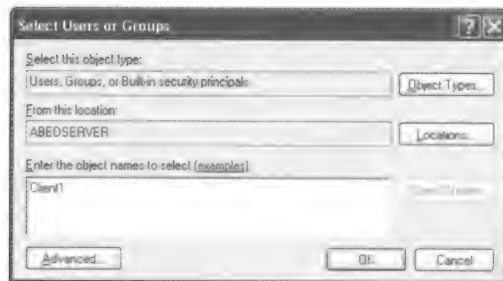 Select Users or Groups
Select this object type:
Users, Groups, or Built-in security principals
Object Types...
From this location:
ABEDSERVER
Locations...
Enter the object names to select (examples):
Client1
Advanced...
OK
Cancel